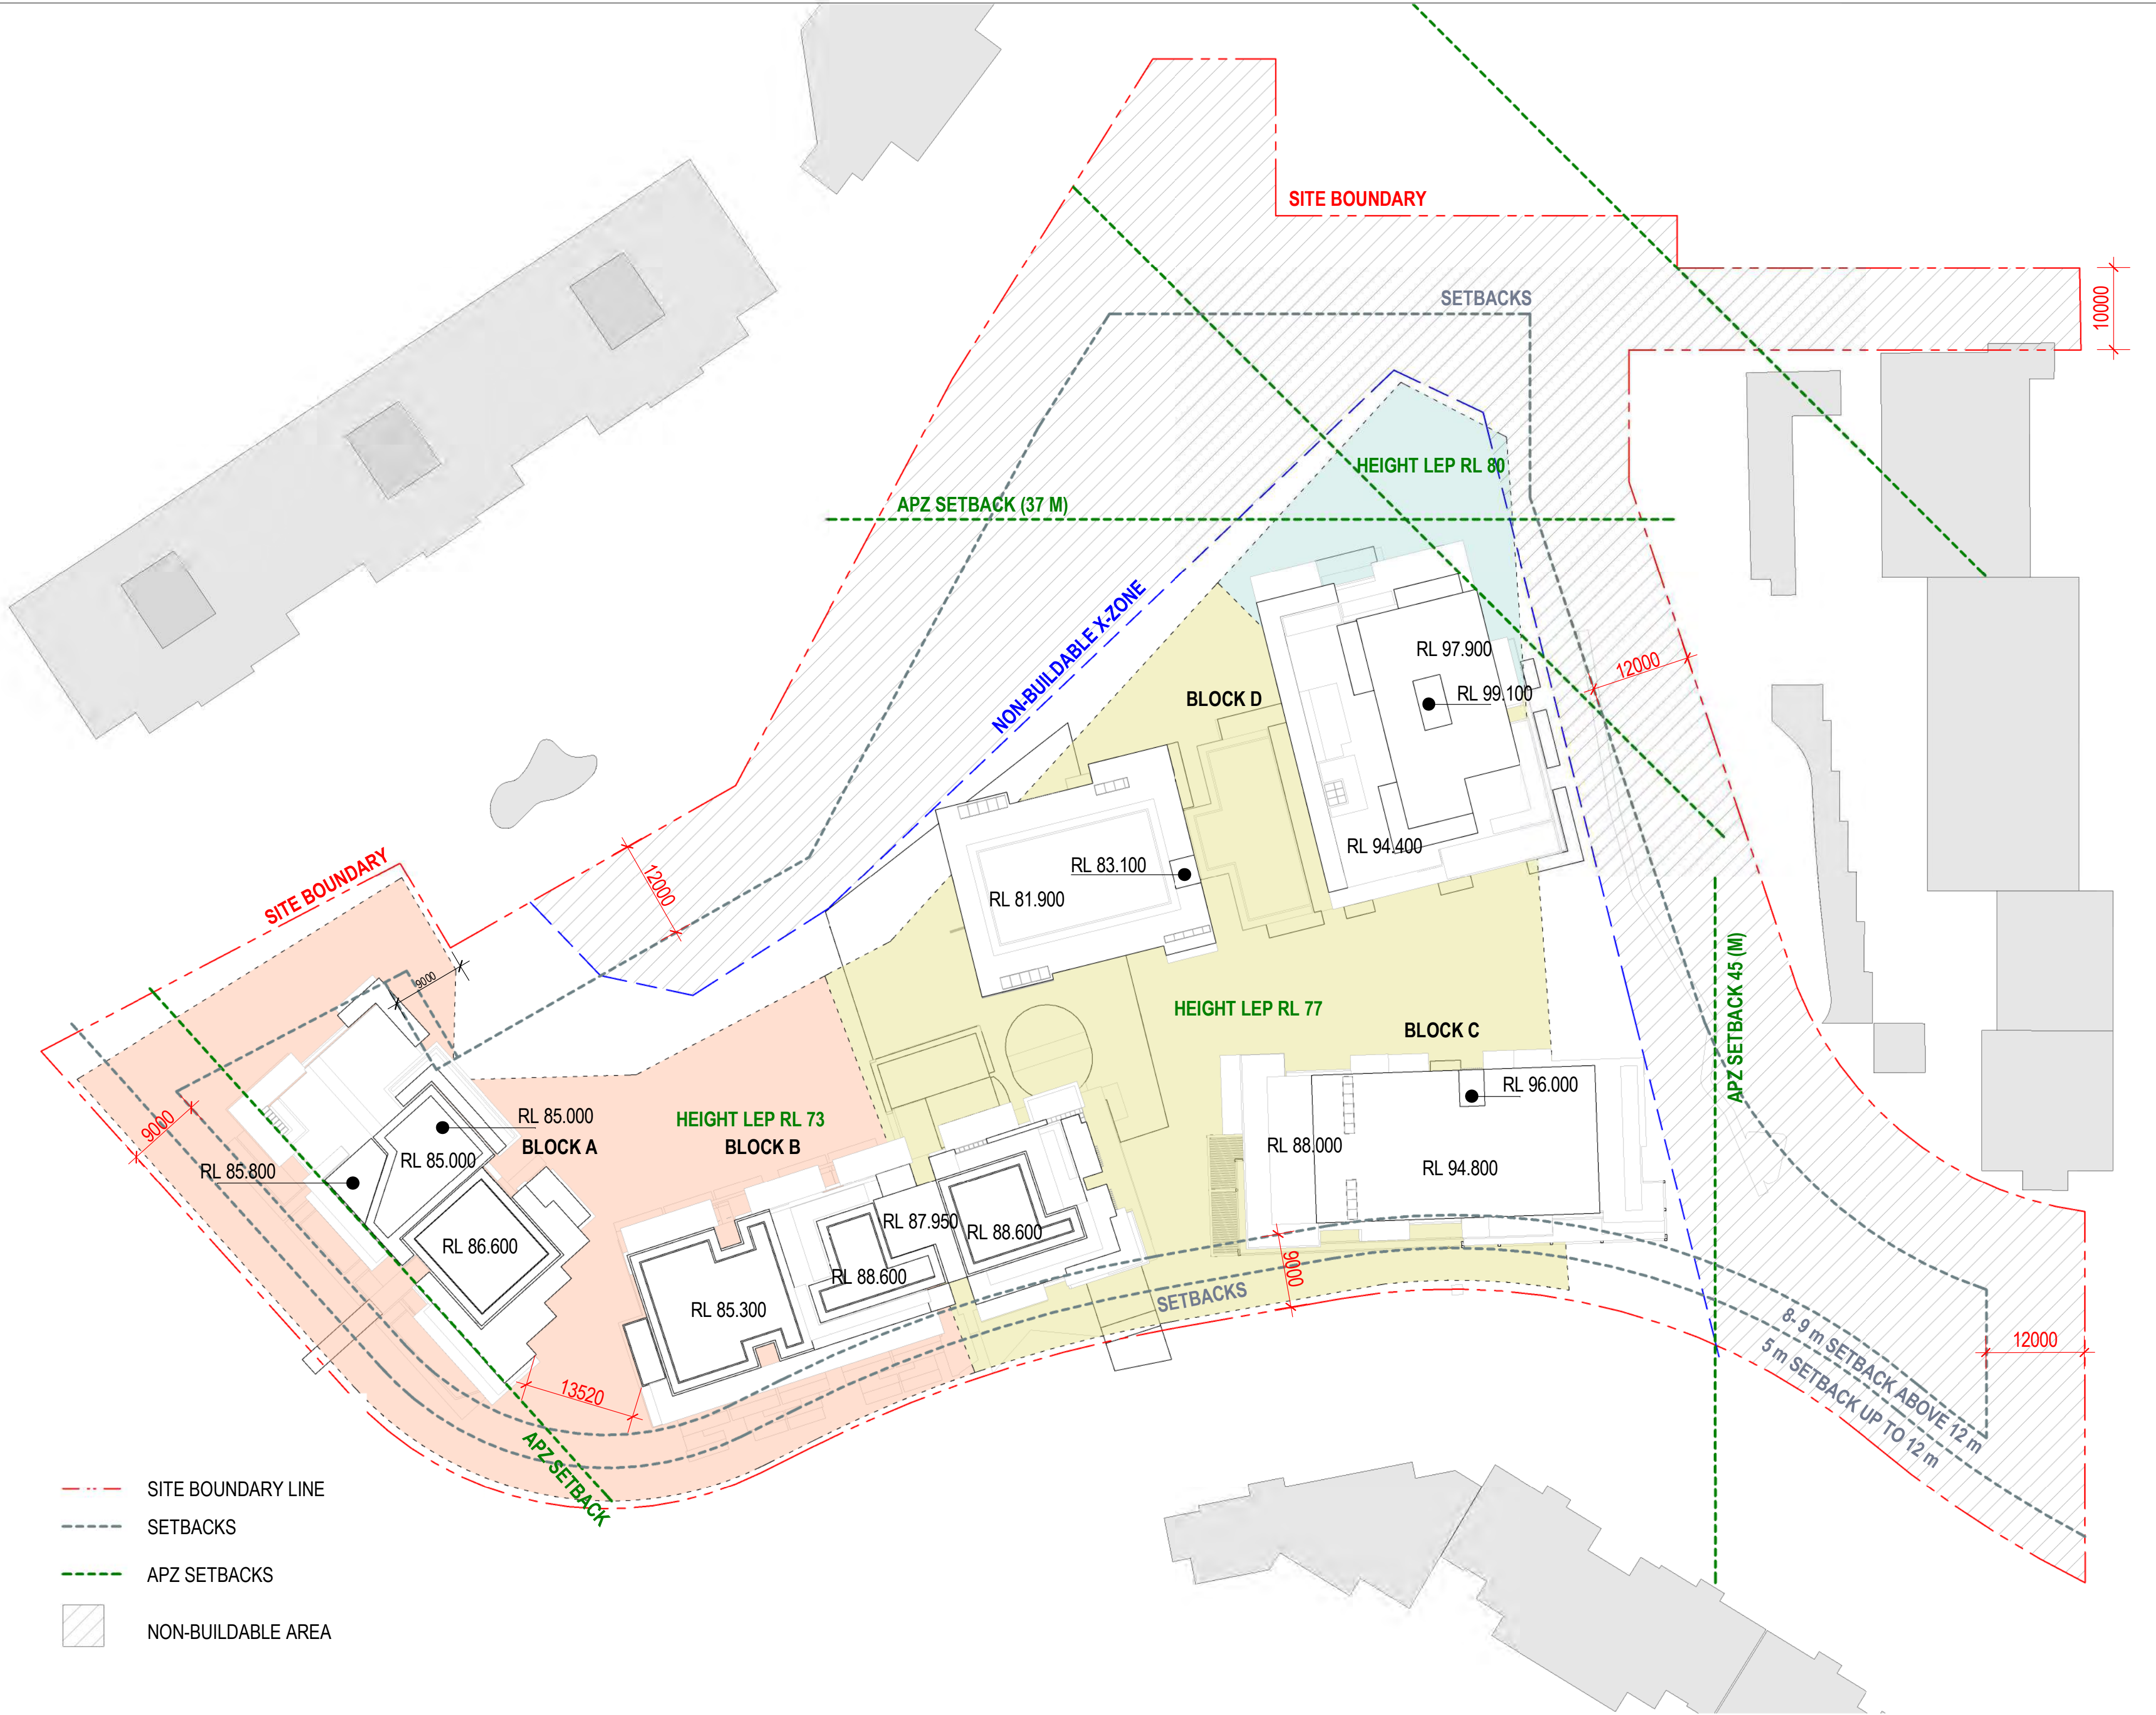 SITE BOUNDARY
10000
SETBACKS
HEIGHT LEP RL 80
APZ SETBACK (37 M)
NON-BUILDABLE X-ZONE
RL 97.900
12000
RL 99.100
BLOCK D
RL 94.400
SITE BOUNDARY
12000
RL 83.100
RL 81.900
9000
APZ SETBACK 45 (M)
HEIGHT LEP RL 77
BLOCK C
RL 96.000
RL 88.000
RL 94.800
9000
RL 85.000
BLOCK A
HEIGHT LEP RL 73
BLOCK B
RL 85.000
RL 85.800
RL 86.600
RL 87.950
RL 88.600
RL 88.600
RL 85.300
9000
SETBACKS
8- 9 m SETBACK ABOVE 12 m
5 m SETBACK UP TO 12 m
12000
13520
APZ SETBACK
SITE BOUNDARY LINE
SETBACKS
APZ SETBACKS
NON-BUILDABLE AREA